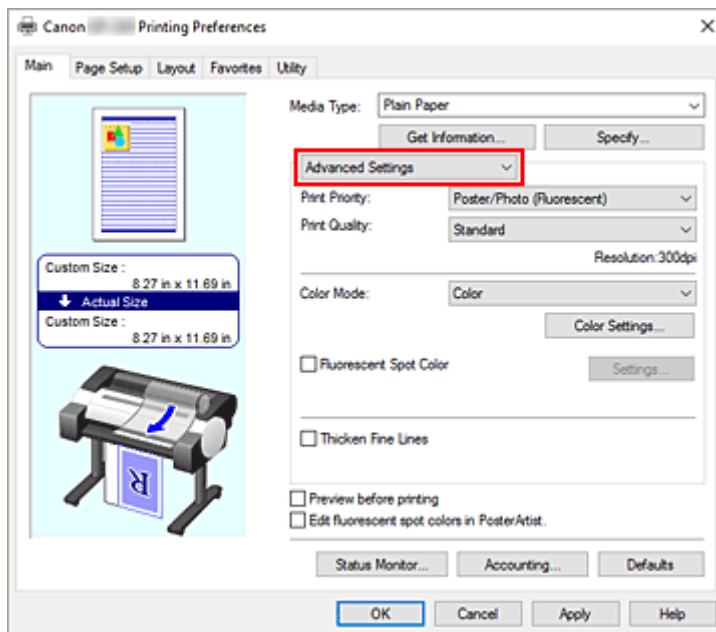 Canon Printing Preferences
Main Page Setup Layout Favorites Utility
Media Type: Plain Paper
Get Information... Specify...
Advanced Settings
Print Priority: Poster/Photo (Fluorescent)
Print Quality: Standard
Resolution:300dpi
Custom Size :
8.27 in x 11.69 in
Actual Size
Custom Size :
8.27 in x 11.69 in
Color Mode: Color
Color Settings...
Fluorescent Spot Color Settings...
Thicken Fine Lines
R
Preview before printing
Edit fluorescent spot colors in PosterArtist.
Status Monitor... Accounting... Defaults
OK Cancel Apply Help